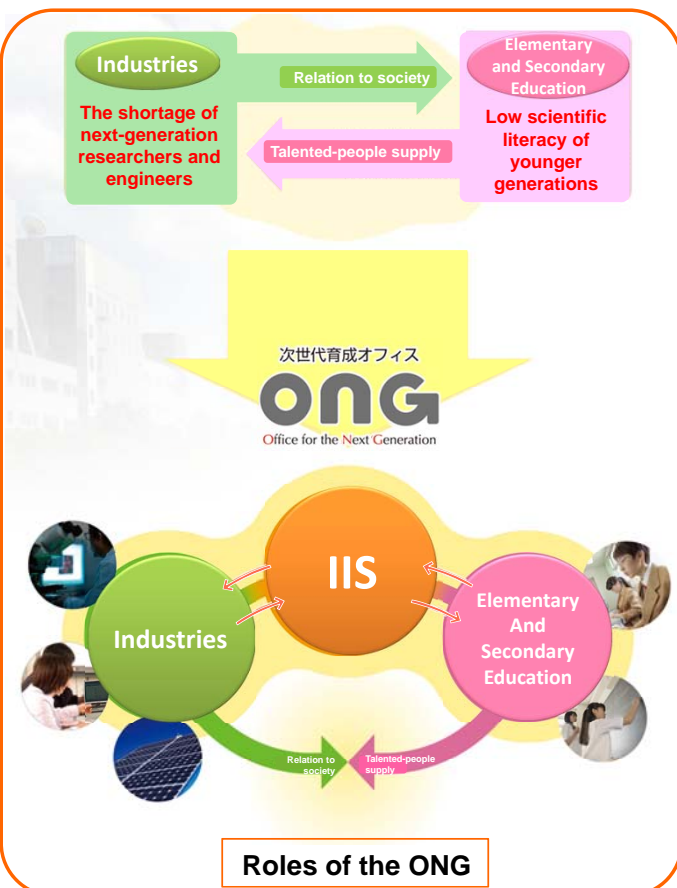 Industries
Relation to society
Elementary
and Secondary
Education
The shortage of
next-generation
researchers and
engineers
Talented-people supply
Low scientific
literacy of
younger
generations
次世代育成オフィス
ONG
Office for the Next Generation
IIS
Industries
Elementary
And
Secondary
Education
Relation to
society
Talented-people
supply
Roles of the ONG